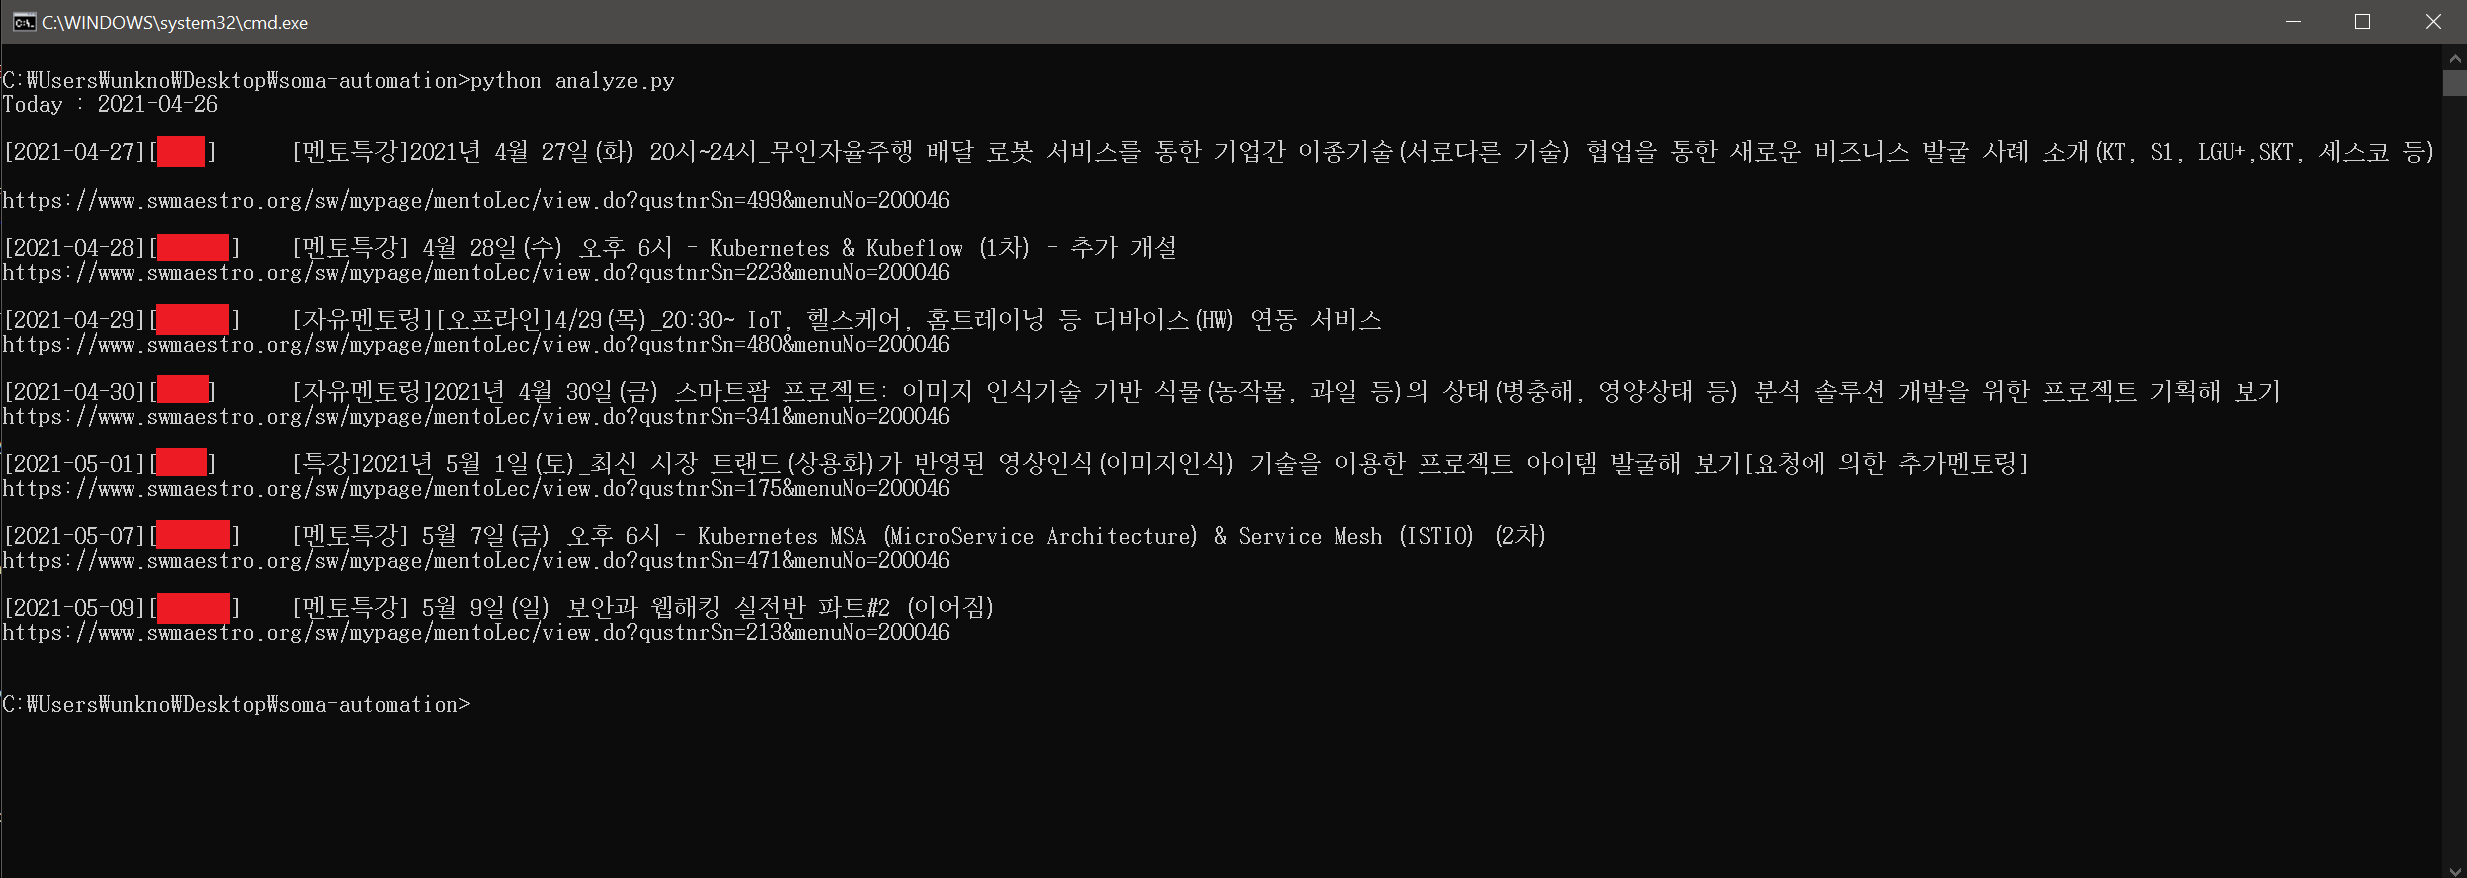 C:\WINDOWS\system32\cmd.exe
C:₩Users₩unkno₩Desktop₩soma-automation>python analyze.py
Today : 2021-04-26
[2021-04-27][ ] [멘토특강]2021년 4월 27일(화) 20시~24시_무인자율주행 배달 로봇 서비스를 통한 기업간 이종기술(서로다른 기술) 협업을 통한 새로운 비즈니스 발굴 사례 소개(KT, S1, LGU+,SKT, 세스코 등)
https://www.swmaestro.org/sw/mypage/mentoLec/view.do?qustnrSn=499&menuNo=200046
[2021-04-28][ ] [멘토특강] 4월 28일(수) 오후 6시 - Kubernetes & Kubeflow (1차) - 추가 개설
https://www.swmaestro.org/sw/mypage/mentoLec/view.do?qustnrSn=223&menuNo=200046
[2021-04-29][ ] [자유멘토링][오프라인]4/29(목)_20:30~ IoT, 헬스케어, 홈트레이닝 등 디바이스(HW) 연동 서비스
https://www.swmaestro.org/sw/mypage/mentoLec/view.do?qustnrSn=480&menuNo=200046
[2021-04-30][ ] [자유멘토링]2021년 4월 30일(금) 스마트팜 프로젝트: 이미지 인식기술 기반 식물(농작물, 과일 등)의 상태(병충해, 영양상태 등) 분석 솔루션 개발을 위한 프로젝트 기획해 보기
https://www.swmaestro.org/sw/mypage/mentoLec/view.do?qustnrSn=341&menuNo=200046
[2021-05-01][ ] [특강]2021년 5월 1일(토)_최신 시장 트랜드(상용화)가 반영된 영상인식(이미지인식) 기술을 이용한 프로젝트 아이템 발굴해 보기[요청에 의한 추가멘토링]
https://www.swmaestro.org/sw/mypage/mentoLec/view.do?qustnrSn=175&menuNo=200046
[2021-05-07][ ] [멘토특강] 5월 7일(금) 오후 6시 - Kubernetes MSA (MicroService Architecture) & Service Mesh (ISTIO) (2차)
https://www.swmaestro.org/sw/mypage/mentoLec/view.do?qustnrSn=471&menuNo=200046
[2021-05-09][ ] [멘토특강] 5월 9일(일) 보안과 웹해킹 실전반 파트#2 (이어짐)
https://www.swmaestro.org/sw/mypage/mentoLec/view.do?qustnrSn=213&menuNo=200046
C:₩Users₩unkno₩Desktop₩soma-automation>